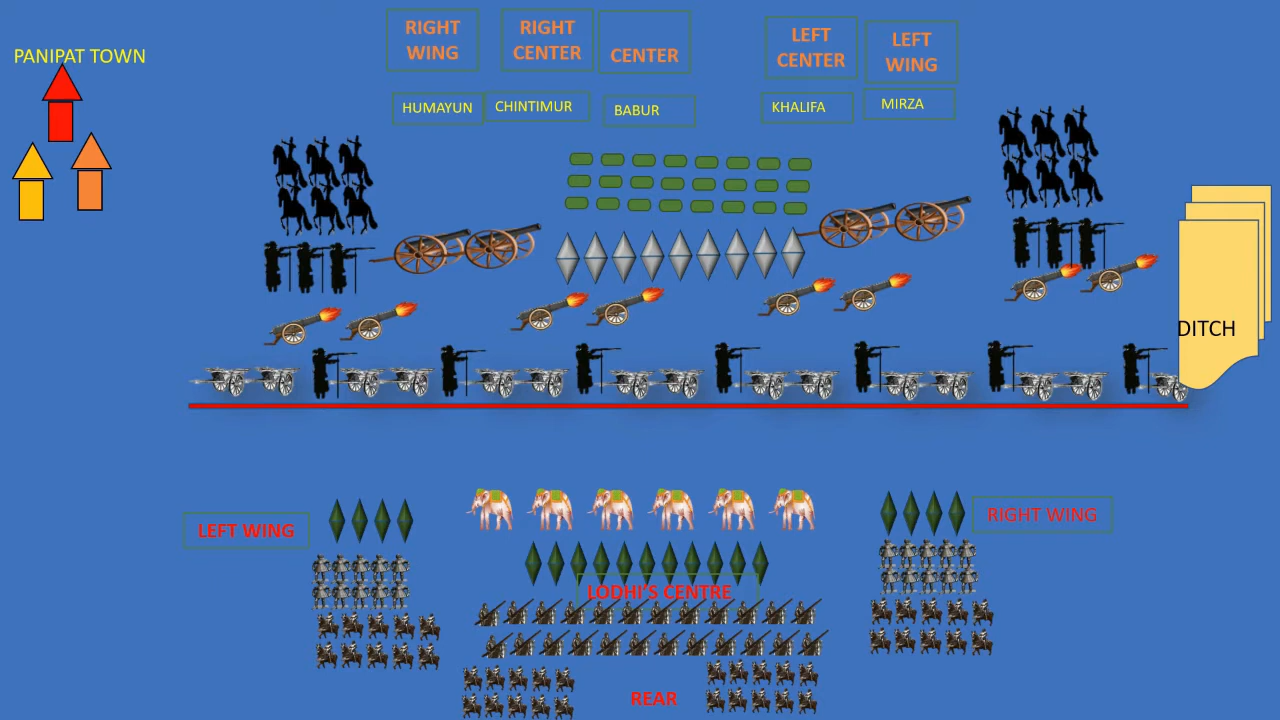 PANIPAT TOWN
RIGHT
WING
RIGHT
CENTER
CENTER
LEFT
CENTER
LEFT
WING
HUMAYUN
CHINTIMUR
BABUR
KHALIFA
MIRZA
DITCH
LEFT WING
RIGHT WING
LODHI'S CENTRE
REAR